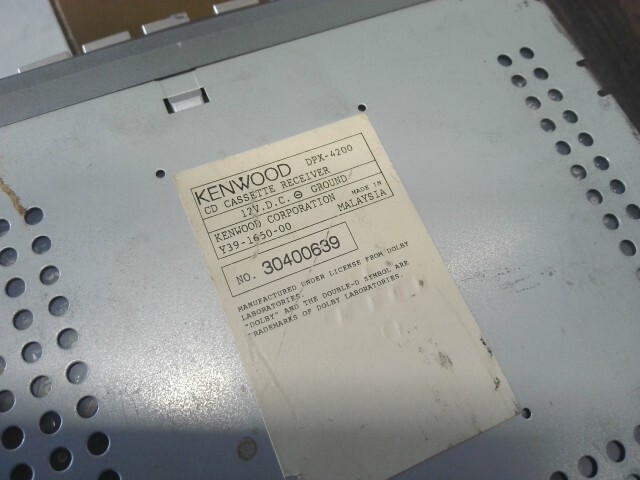 KENWOOD DPX-4200
CD CASSETTE RECEIVER
12V.D.C. ⊖ GROUND
KENWOOD CORPORATION MADE IN
Y39-1650-00 MALAYSIA
NO. 30400639
MANUFACTURED UNDER LICENSE FROM DOLBY
LABORATORIES.
"DOLBY" AND THE DOUBLE-D SYMBOL ARE
TRADEMARKS OF DOLBY LABORATORIES.